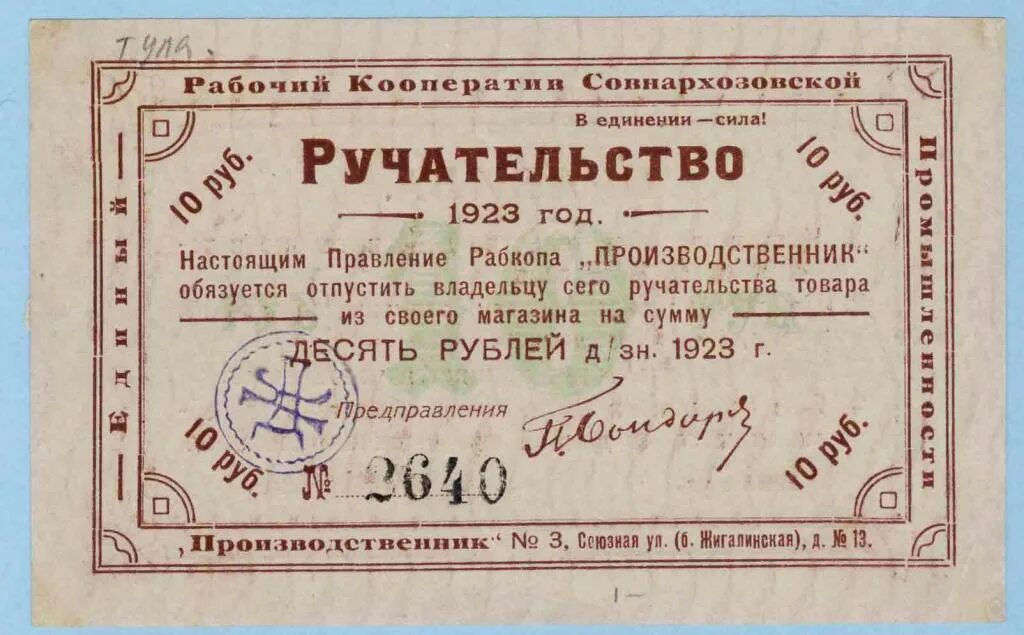 Тула.
Рабочий Кооператив Совнархозовской
Промышленности
Единый
В единении — сила!
10 руб.
10 руб.
РУЧАТЕЛЬСТВО
1923 год.
Настоящим Правление Рабкопа „ПРОИЗВОДСТВЕННИК“
обязуется отпустить владельцу сего ручательства товара
из своего магазина на сумму
ДЕСЯТЬ РУБЛЕЙ д/зн. 1923 г.
Предправления
10 руб.
10 руб.
№ 2640
„Производственник“ № 3, Союзная ул. (б. Жигалинская), д. № 13.
1-